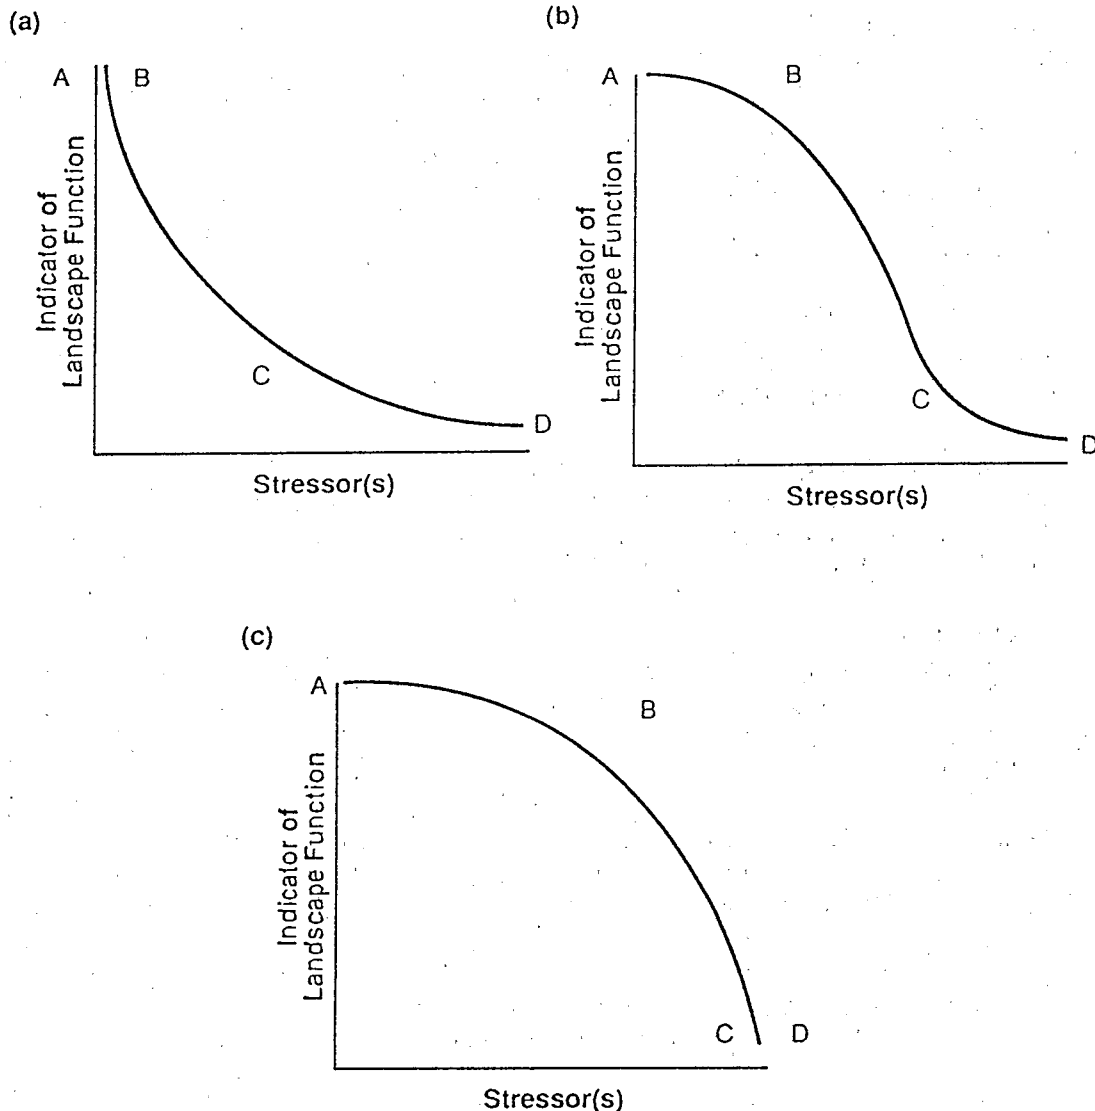 (a)
A B
Indicator of
Landscape Function
C
D
Stressor(s)
(b)
A B
Indicator of
Landscape Function
C
D
Stressor(s)
(c)
A
B
Indicator of
Landscape Function
C D
Stressor(s)